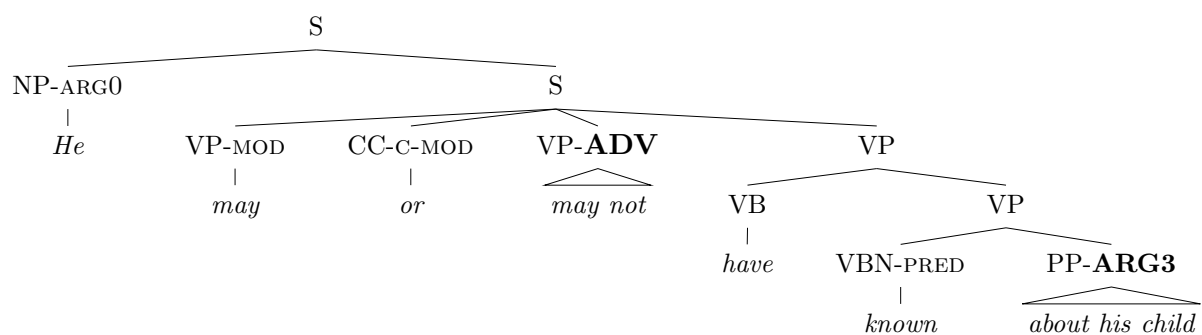 S
NP-ARG0 S
He VP-MOD CC-C-MOD VP-ADV VP
may or may not VB VP
have VBN-PRED PP-ARG3
known about his child